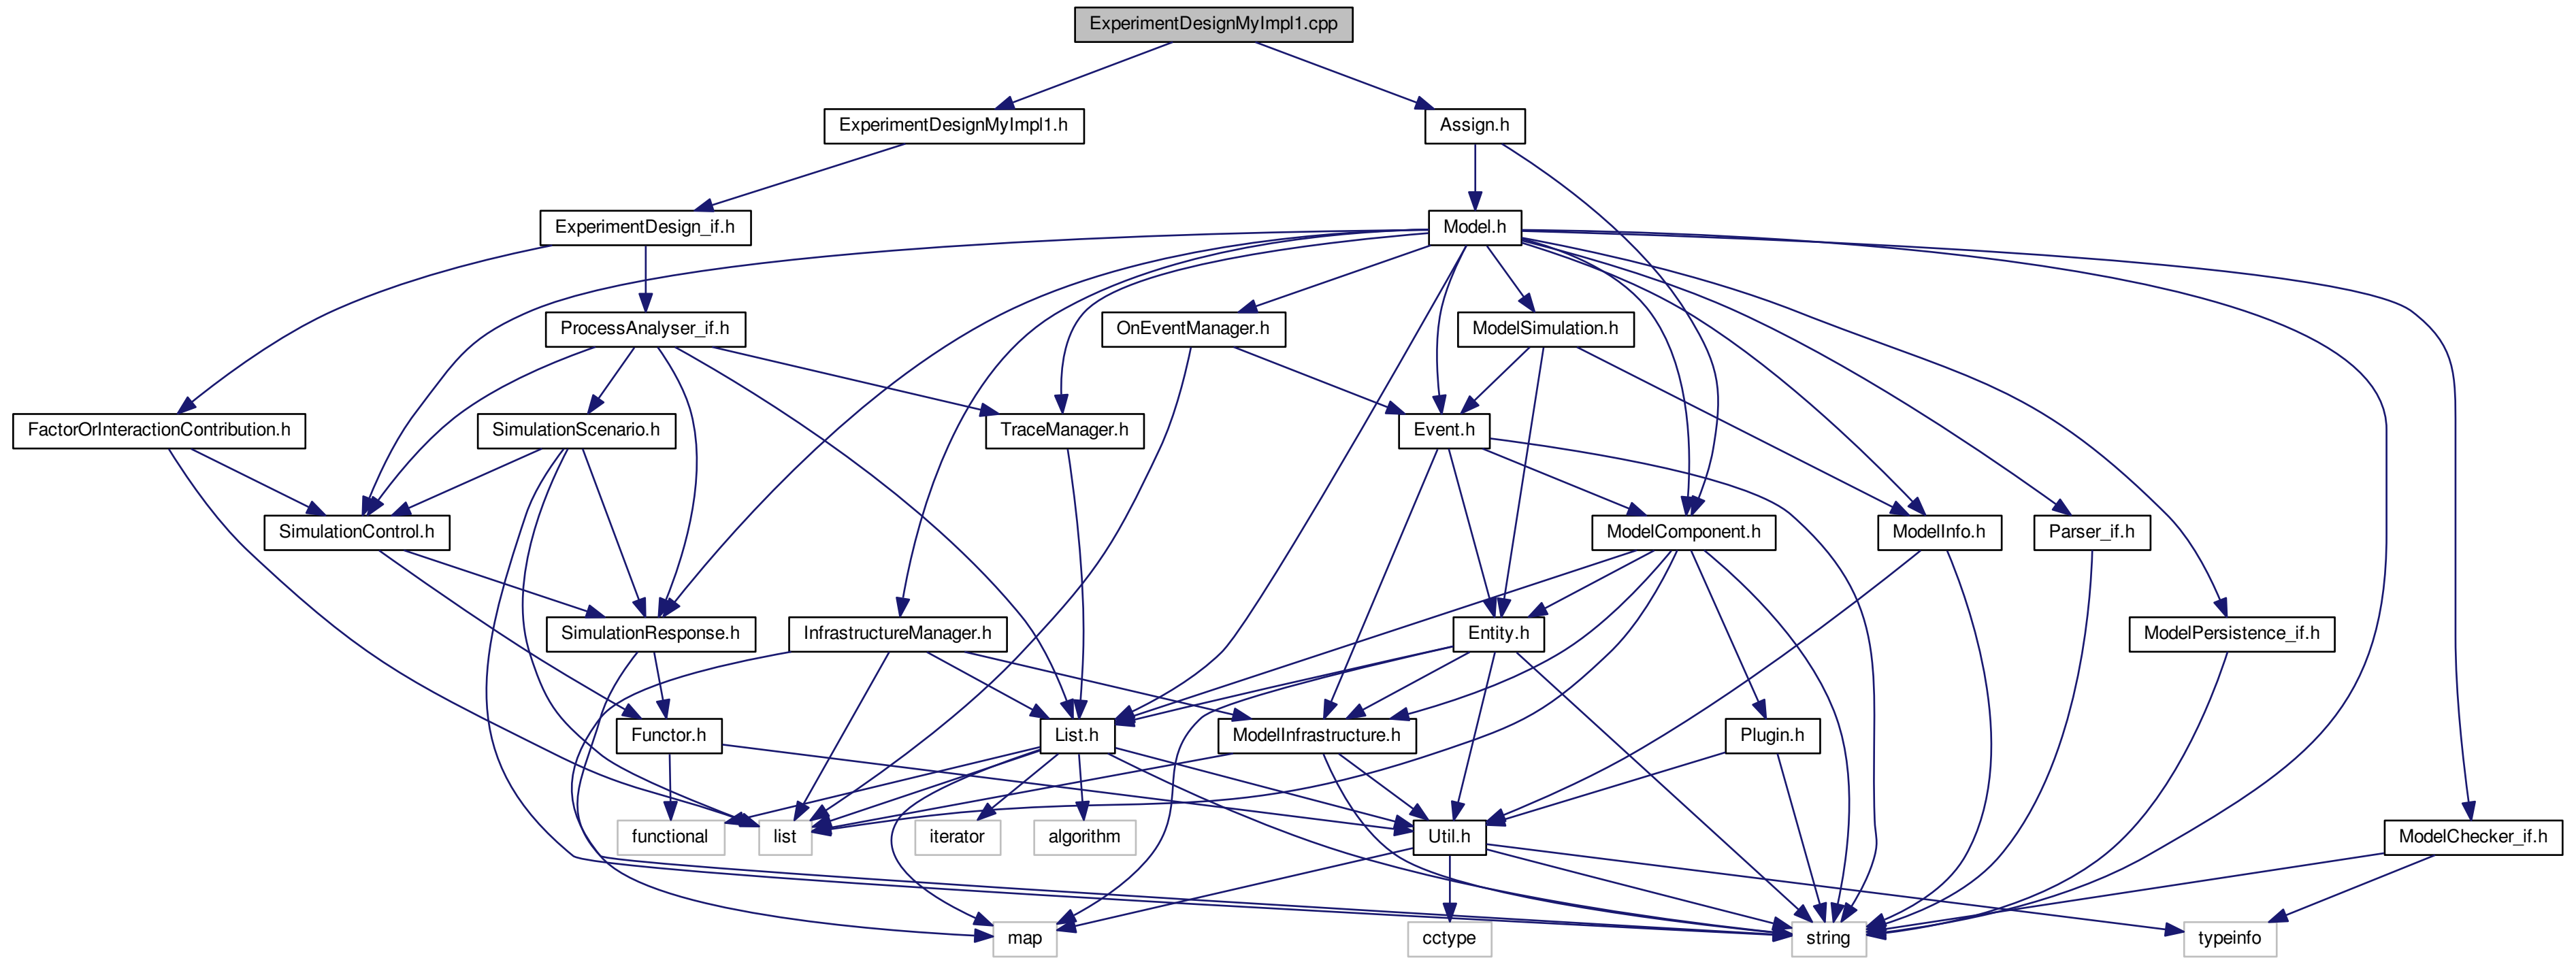 ExperimentDesignMyImpl1.cpp
ExperimentDesignMyImpl1.h
Assign.h
ExperimentDesign_if.h
Model.h
ProcessAnalyser_if.h
OnEventManager.h
ModelSimulation.h
FactorOrInteractionContribution.h
SimulationScenario.h
TraceManager.h
Event.h
SimulationControl.h
ModelComponent.h
ModelInfo.h
Parser_if.h
SimulationResponse.h
InfrastructureManager.h
Entity.h
ModelPersistence_if.h
Functor.h
List.h
ModelInfrastructure.h
Plugin.h
functional
list
iterator
algorithm
Util.h
ModelChecker_if.h
map
cctype
string
typeinfo